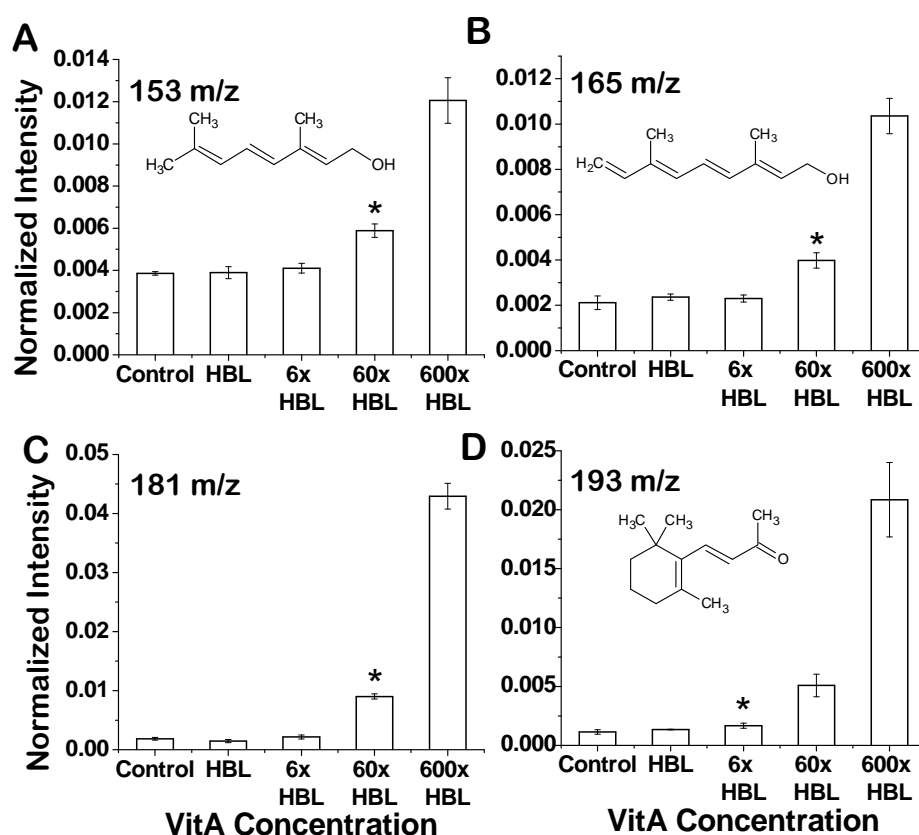 A
153 m/z
Normalized Intensity
0.014
0.012
0.010
0.008
0.006
0.004
0.002
0.000
CH₃
CH₃
H₃C
OH
*
Control HBL 6x HBL 60x HBL 600x HBL
B
165 m/z
0.012
0.010
0.008
0.006
0.004
0.002
0.000
CH₃
CH₃
H₂C
OH
*
Control HBL 6x HBL 60x HBL 600x HBL
C
181 m/z
Normalized Intensity
0.05
0.04
0.03
0.02
0.01
0.00
*
Control HBL 6x HBL 60x HBL 600x HBL
VitA Concentration
D
193 m/z
0.025
0.020
0.015
0.010
0.005
0.000
H₃C
CH₃
CH₃
O
CH₃
*
Control HBL 6x HBL 60x HBL 600x HBL
VitA Concentration